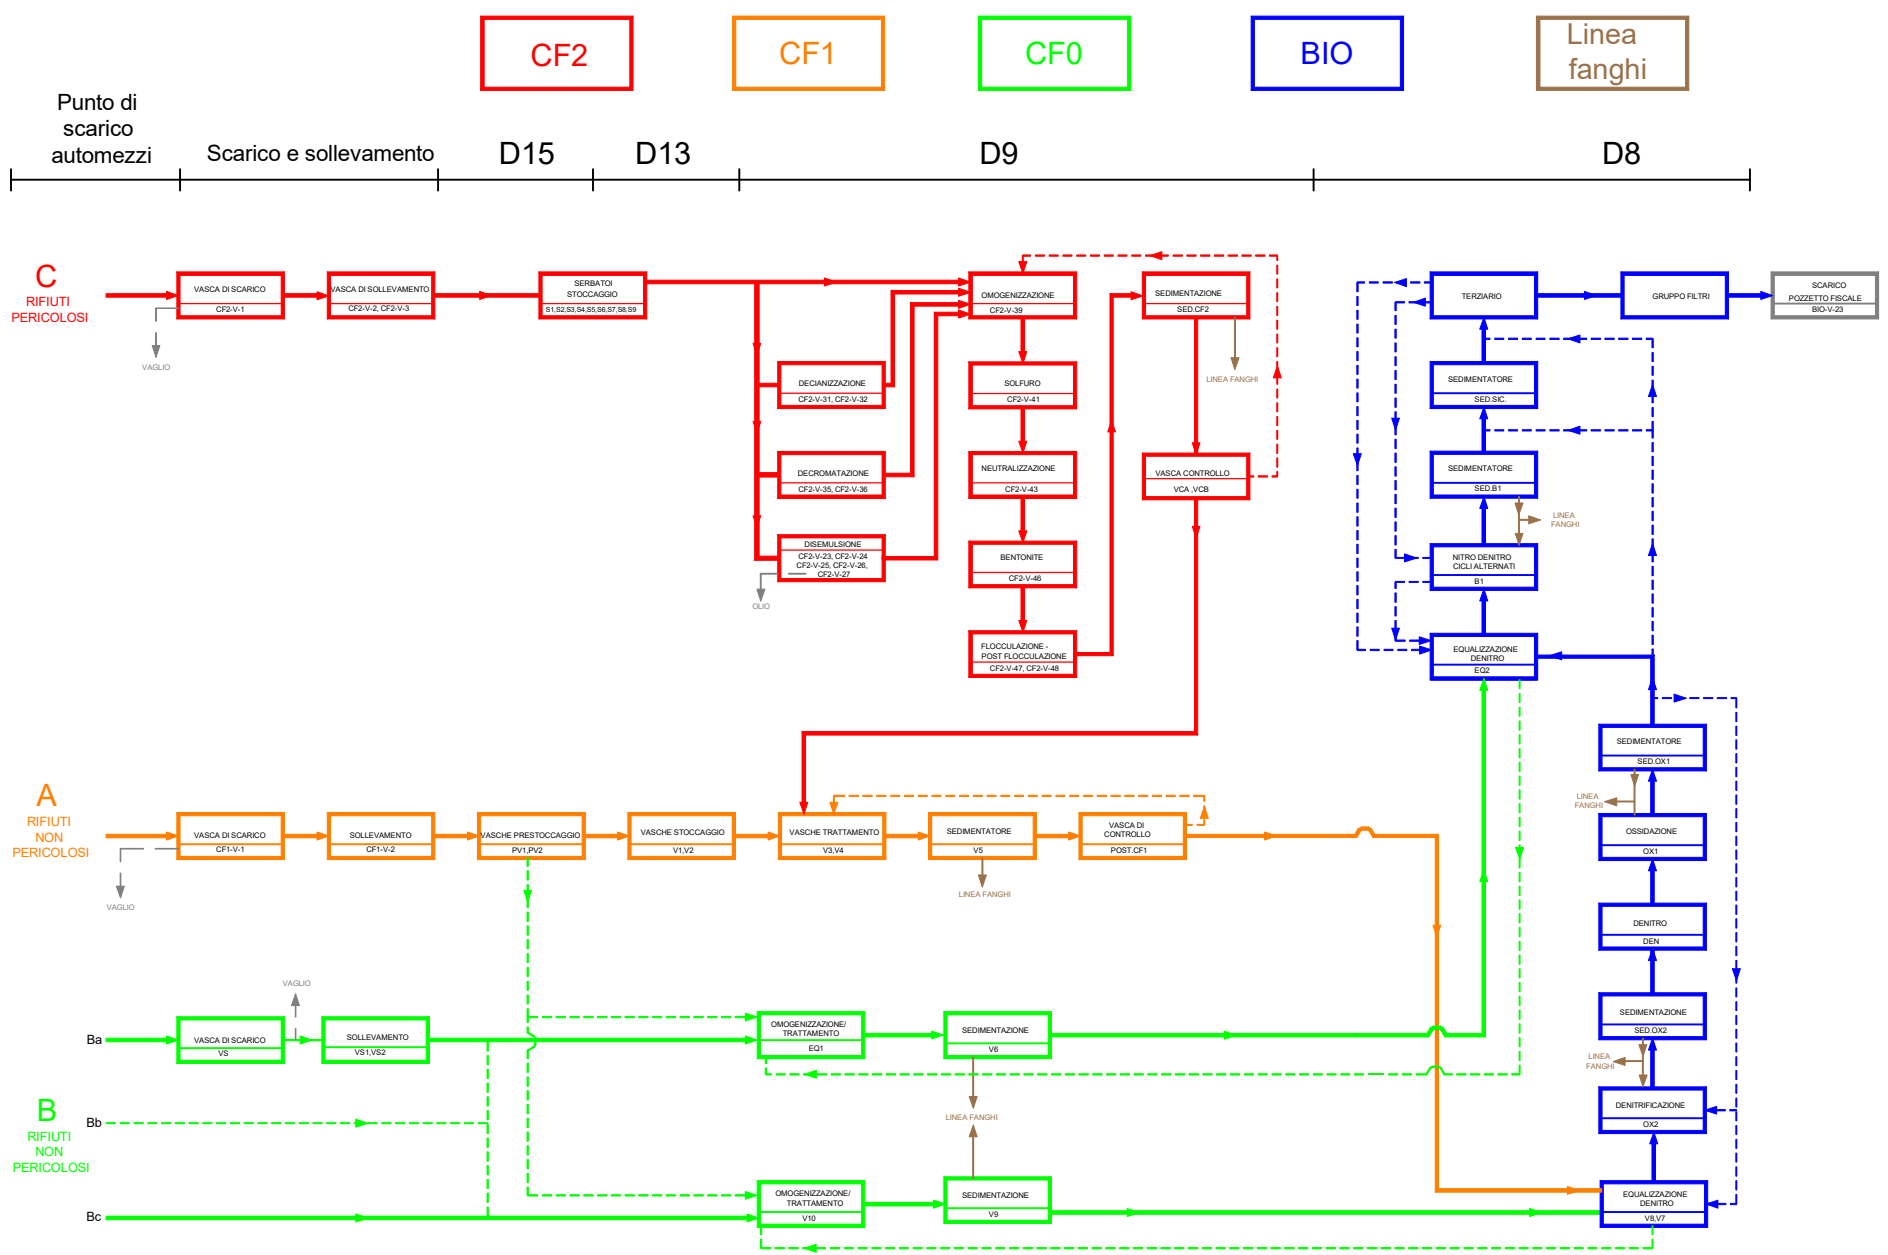 CF2
CF1
CF0
BIO
Linea
fanghi
Punto di
scarico
automezzi
Scarico e sollevamento
D15
D13
D9
D8
C
RIFIUTI
PERICOLOSI
VASCA DI SCARICO
CF2-V-1
VAGLIO
VASCA DI SOLLEVAMENTO
CF2-V-2, CF2-V-3
SERBATOI
STOCCAGGIO
S1,S2,S3,S4,S5,S6,S7,S8,S9
DECIANIZZAZIONE
CF2-V-31, CF2-V-32
DECROMATAZIONE
CF2-V-35, CF2-V-36
DISEMULSIONE
CF2-V-23, CF2-V-24
CF2-V-25, CF2-V-26,
CF2-V-27
OLIO
OMOGENIZZAZIONE
CF2-V-39
SOLFURO
CF2-V-41
NEUTRALIZZAZIONE
CF2-V-43
BENTONITE
CF2-V-46
FLOCCULAZIONE -
POST FLOCCULAZIONE
CF2-V-47, CF2-V-48
SEDIMENTAZIONE
SED.CF2
LINEA FANGHI
VASCA CONTROLLO
VCA ,VCB
TERZIARIO
GRUPPO FILTRI
SCARICO
POZZETTO FISCALE
BIO-V-23
SEDIMENTATORE
SED.SIC.
SEDIMENTATORE
SED.B1
LINEA
FANGHI
NITRO DENITRO
CICLI ALTERNATI
B1
EQUALIZZAZIONE
DENITRO
EQ2
SEDIMENTATORE
SED.OX1
LINEA
FANGHI
OSSIDAZIONE
OX1
DENITRO
DEN
SEDIMENTAZIONE
SED.OX2
LINEA
FANGHI
DENITRIFICAZIONE
OX2
EQUALIZZAZIONE
DENITRO
V8,V7
A
RIFIUTI
NON
PERICOLOSI
VASCA DI SCARICO
CF1-V-1
VAGLIO
SOLLEVAMENTO
CF1-V-2
VASCHE PRESTOCCAGGIO
PV1,PV2
VASCHE STOCCAGGIO
V1,V2
VASCHE TRATTAMENTO
V3,V4
SEDIMENTATORE
V5
LINEA FANGHI
VASCA DI
CONTROLLO
POST.CF1
Ba
VASCA DI SCARICO
VS
VAGLIO
SOLLEVAMENTO
VS1,VS2
OMOGENIZZAZIONE/
TRATTAMENTO
EQ1
SEDIMENTAZIONE
V6
LINEA FANGHI
B
RIFIUTI
NON
PERICOLOSI
Bb
Bc
OMOGENIZZAZIONE/
TRATTAMENTO
V10
SEDIMENTAZIONE
V9